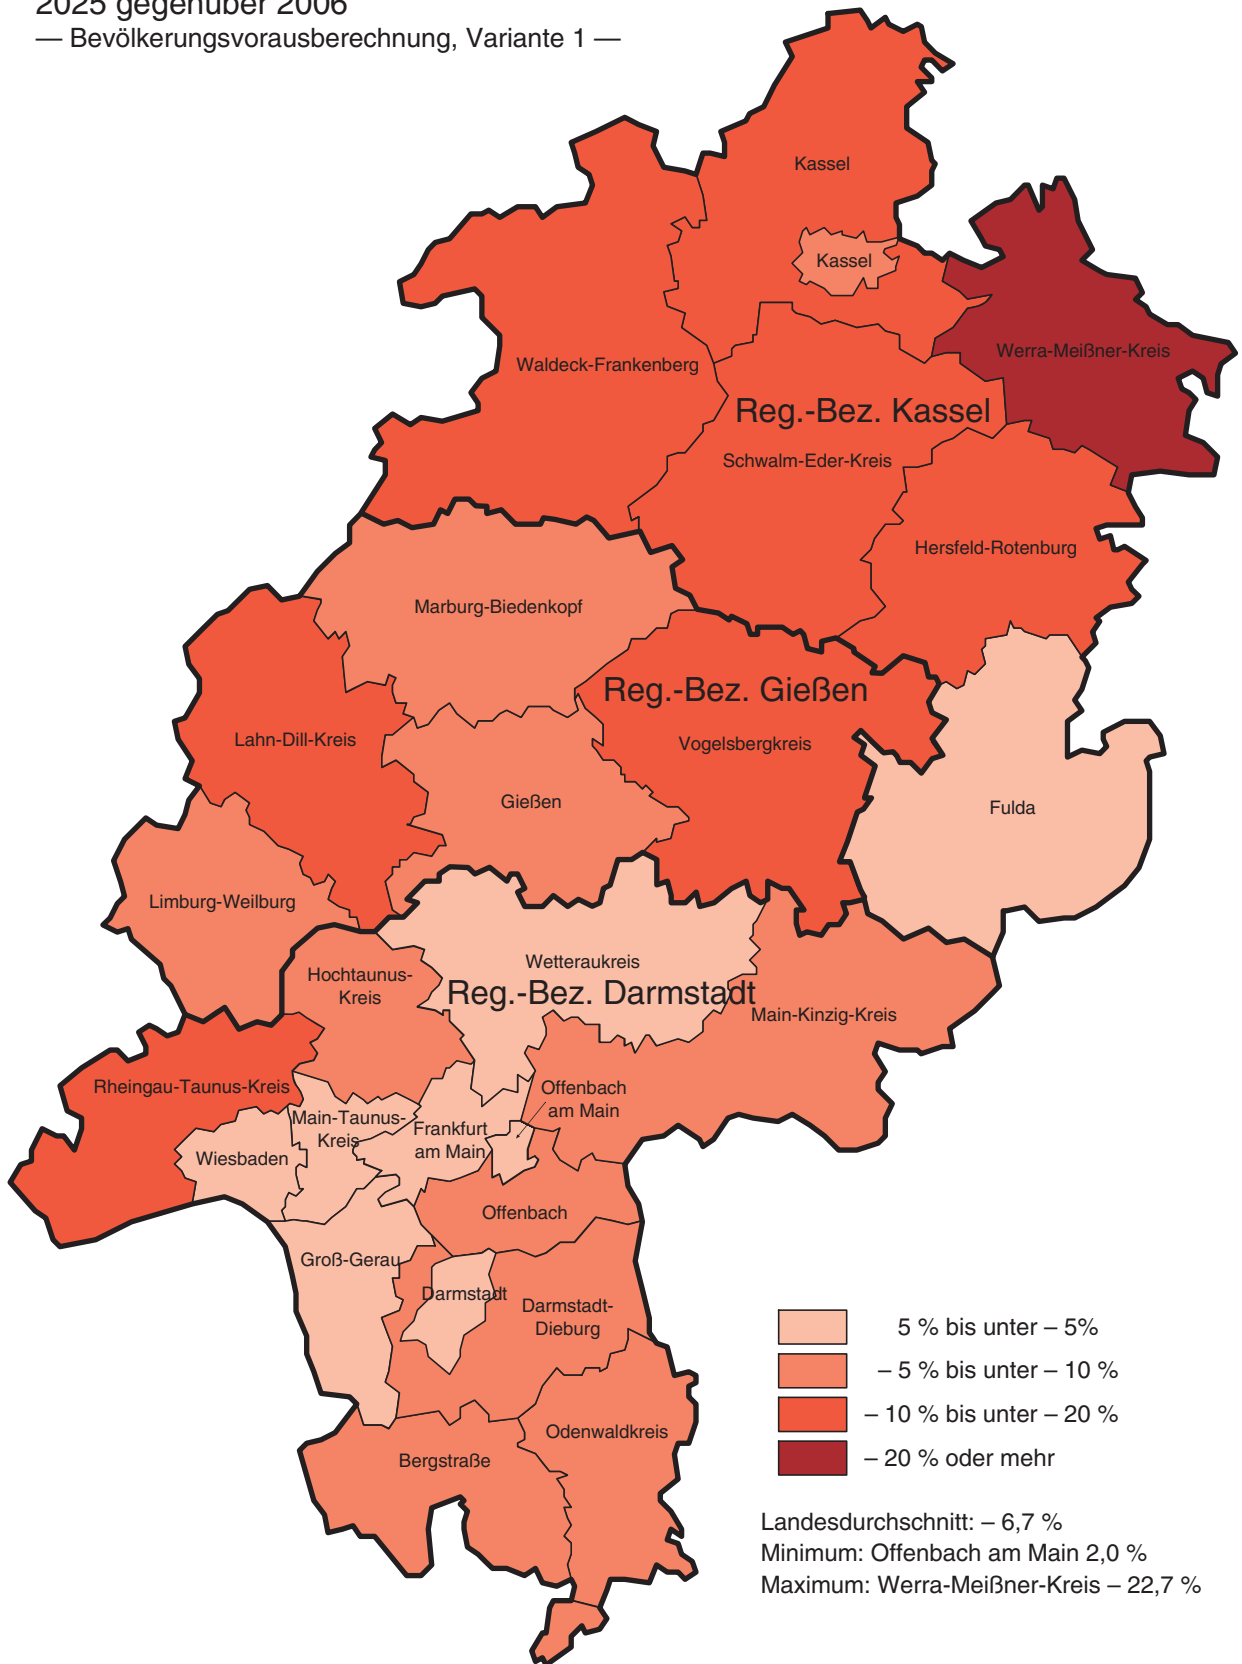 2025 gegenüber 2006
— Bevölkerungsvorausberechnung, Variante 1 —
Kassel
Kassel
Werra-Meißner-Kreis
Waldeck-Frankenberg
Reg.-Bez. Kassel
Schwalm-Eder-Kreis
Hersfeld-Rotenburg
Marburg-Biedenkopf
Reg.-Bez. Gießen
Lahn-Dill-Kreis
Vogelsbergkreis
Gießen
Fulda
Limburg-Weilburg
Wetteraukreis
Hochtaunus-
Kreis
Reg.-Bez. Darmstadt
Main-Kinzig-Kreis
Rheingau-Taunus-Kreis
Offenbach
am Main
Main-Taunus-
Kreis
Frankfurt
am Main
Wiesbaden
Offenbach
Groß-Gerau
Darmstadt
Darmstadt-
Dieburg
Odenwaldkreis
Bergstraße
5 % bis unter – 5%
– 5 % bis unter – 10 %
– 10 % bis unter – 20 %
– 20 % oder mehr
Landesdurchschnitt: – 6,7 %
Minimum: Offenbach am Main 2,0 %
Maximum: Werra-Meißner-Kreis – 22,7 %